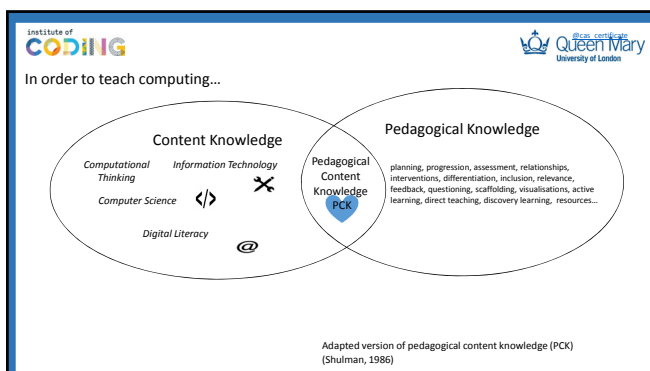 institute of
CODING
@cas_certificate
Queen Mary
University of London
In order to teach computing...
Content Knowledge
Computational
Thinking
Information Technology
Computer Science
</>
Digital Literacy
@
Pedagogical
Content
Knowledge
PCK
Pedagogical Knowledge
planning, progression, assessment, relationships,
interventions, differentiation, inclusion, relevance,
feedback, questioning, scaffolding, visualisations, active
learning, direct teaching, discovery learning, resources...
Adapted version of pedagogical content knowledge (PCK)
(Shulman, 1986)